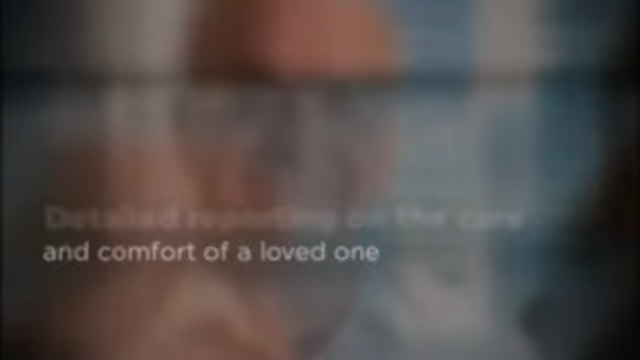 Detailed reporting on the care
and comfort of a loved one